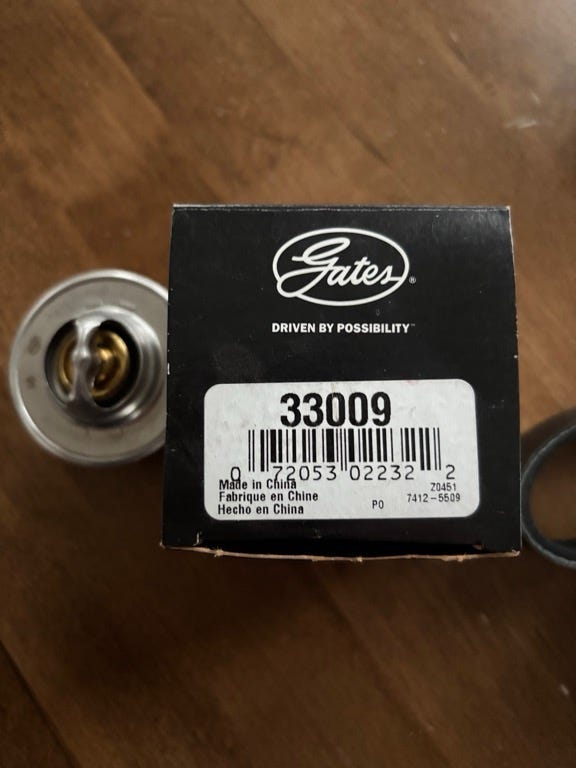 Gates®
DRIVEN BY POSSIBILITY™
33009
0 72053 02232 2
Made in China
Fabrique en Chine
Hecho en China
PO
Z0451
7412-5509